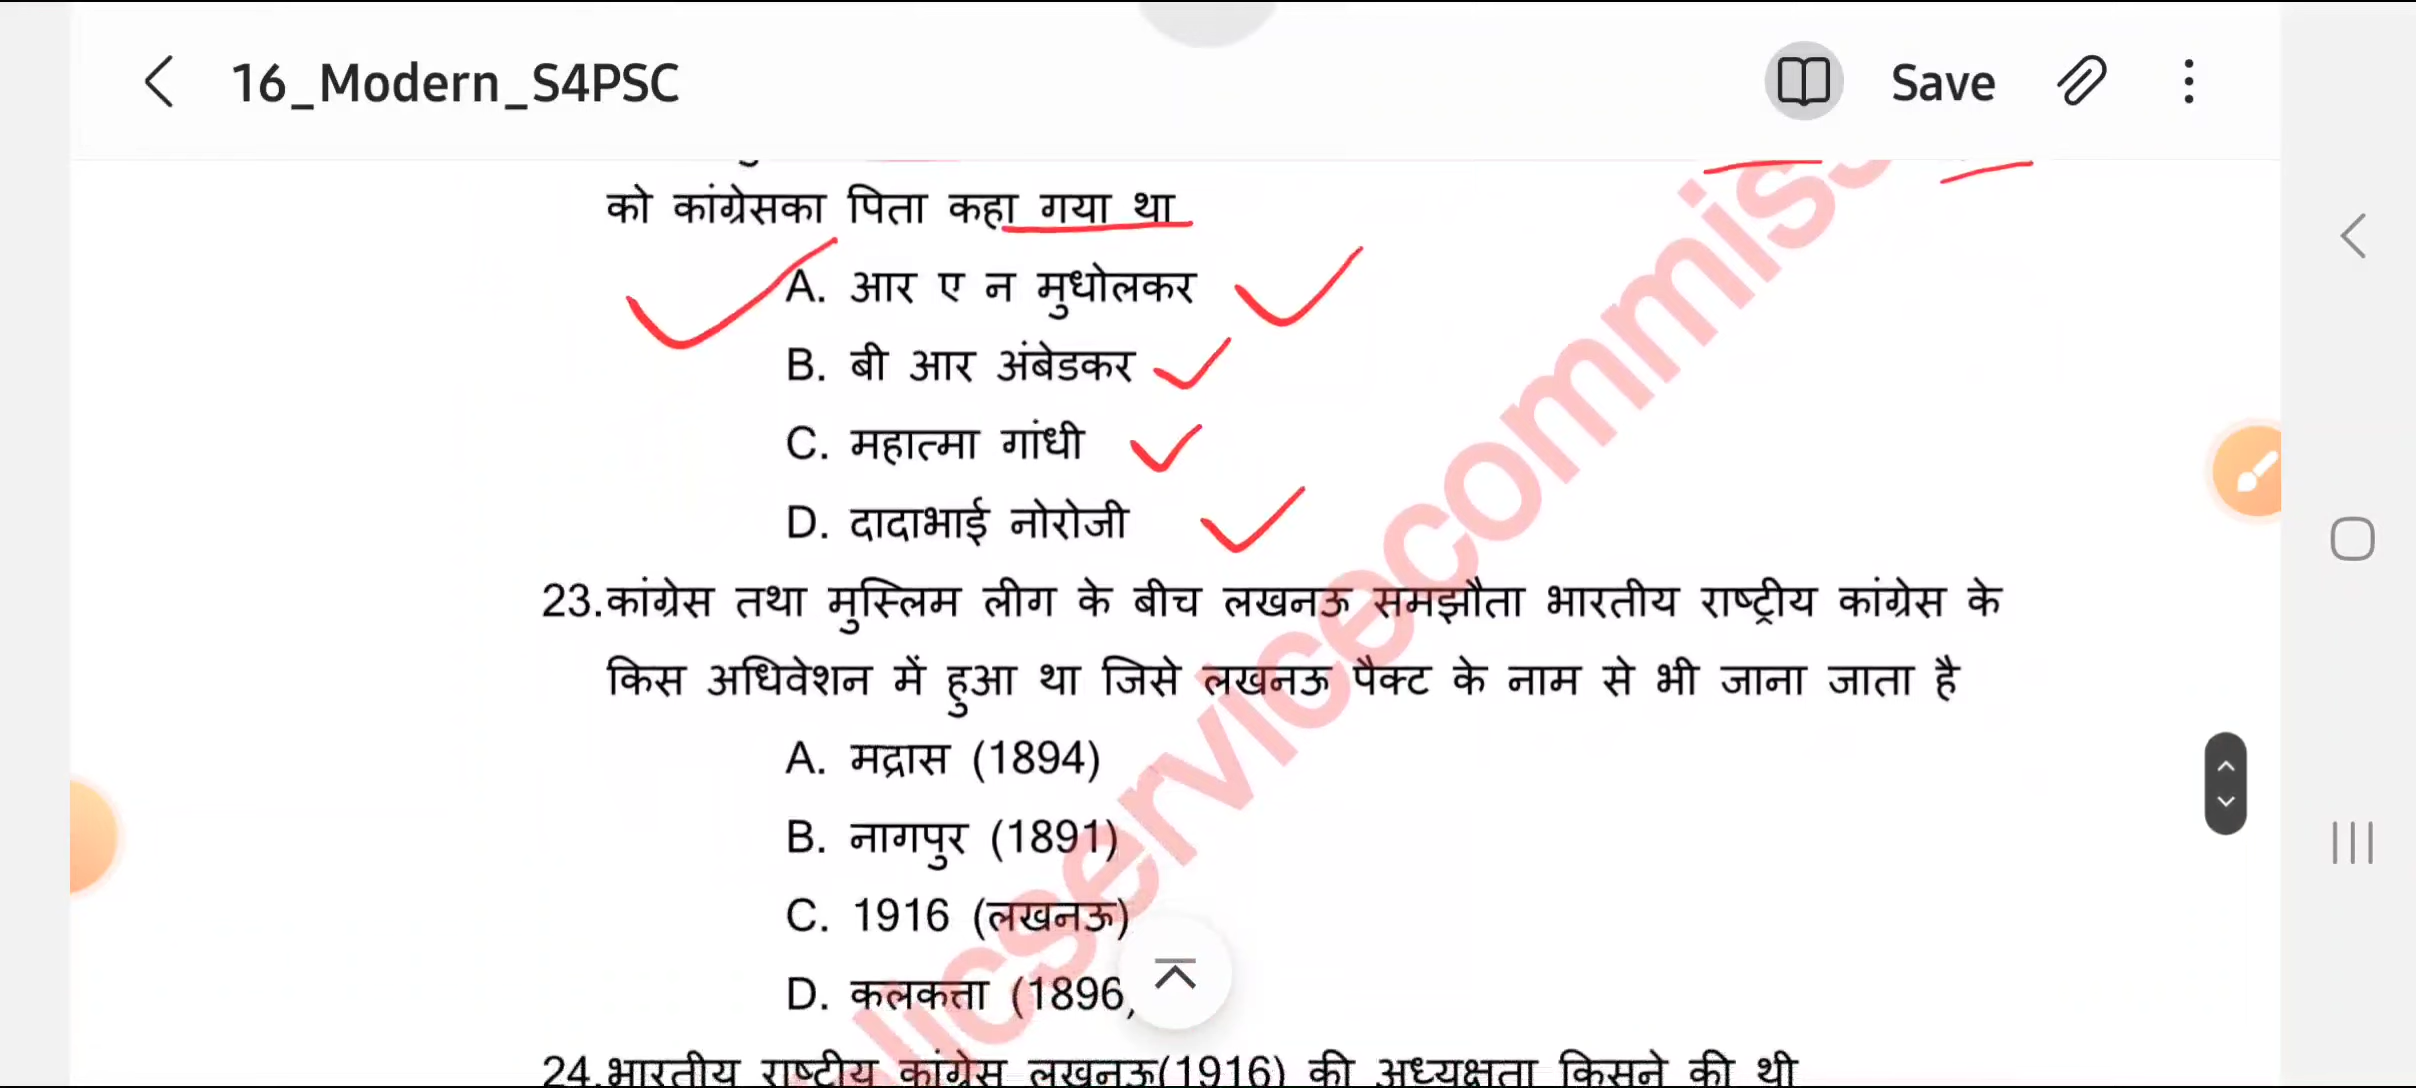 16_Modern_S4PSC
Save
को कांग्रेसका पिता कहा गया था
A. आर ए न मुधोलकर
B. बी आर अंबेडकर
C. महात्मा गांधी
D. दादाभाई नोरोजी
23.कांग्रेस तथा मुस्लिम लीग के बीच लखनऊ समझौता भारतीय राष्ट्रीय कांग्रेस के
किस अधिवेशन में हुआ था जिसे लखनऊ पैक्ट के नाम से भी जाना जाता है
A. मद्रास (1894)
B. नागपुर (1891)
C. 1916 (लखनऊ)
D. कलकत्ता (1896
24.भारतीय राष्टीय कांग्रेस लखनऊ(1916) की अध्यक्षता किसने की थी
licservicecommis